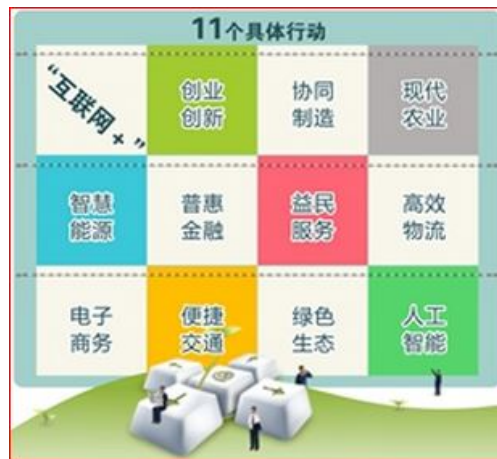 11个具体行动
“互联网+”
创业
创新
协同
制造
现代
农业
智慧
能源
普惠
金融
益民
服务
高效
物流
电子
商务
便捷
交通
绿色
生态
人工
智能